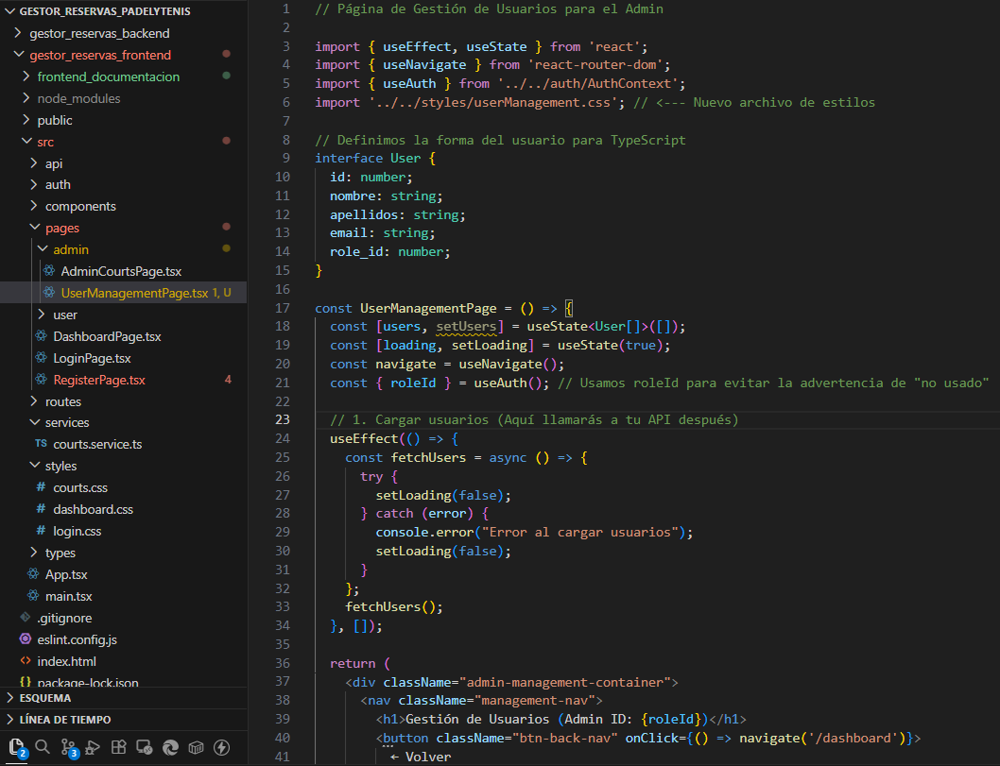 GESTOR_RESERVAS_PADELYTENIS
gestor_reservas_backend
gestor_reservas_frontend
frontend_documentacion
node_modules
public
src
api
auth
components
pages
admin
AdminCourtsPage.tsx
UserManagementPage.tsx 1, U
user
DashboardPage.tsx
LoginPage.tsx
RegisterPage.tsx 4
routes
services
TS courts.service.ts
styles
# courts.css
# dashboard.css
# login.css
types
App.tsx
main.tsx
.gitignore
eslint.config.js
<> index.html
{} package-lock.json
ESQUEMA
LÍNEA DE TIEMPO
2
3
1 // Página de Gestión de Usuarios para el Admin
2
3 import { useEffect, useState } from 'react';
4 import { useNavigate } from 'react-router-dom';
5 import { useAuth } from '../../auth/AuthContext';
6 import '../../styles/userManagement.css'; // <--- Nuevo archivo de estilos
7
8 // Definimos la forma del usuario para TypeScript
9 interface User {
10 id: number;
11 nombre: string;
12 apellidos: string;
13 email: string;
14 role_id: number;
15 }
16
17 const UserManagementPage = () => {
18 const [users, setUsers] = useState<User[]>([]);
19 const [loading, setLoading] = useState(true);
20 const navigate = useNavigate();
21 const { roleId } = useAuth(); // Usamos roleId para evitar la advertencia de "no usado"
22
23 // 1. Cargar usuarios (Aquí llamarás a tu API después)
24 useEffect(() => {
25 const fetchUsers = async () => {
26 try {
27 setLoading(false);
28 } catch (error) {
29 console.error("Error al cargar usuarios");
30 setLoading(false);
31 }
32 };
33 fetchUsers();
34 }, []);
35
36 return (
37 <div className="admin-management-container">
38 <nav className="management-nav">
39 <h1>Gestión de Usuarios (Admin ID: {roleId})</h1>
40 <button className="btn-back-nav" onClick={() => navigate('/dashboard')}>
41 ← Volver